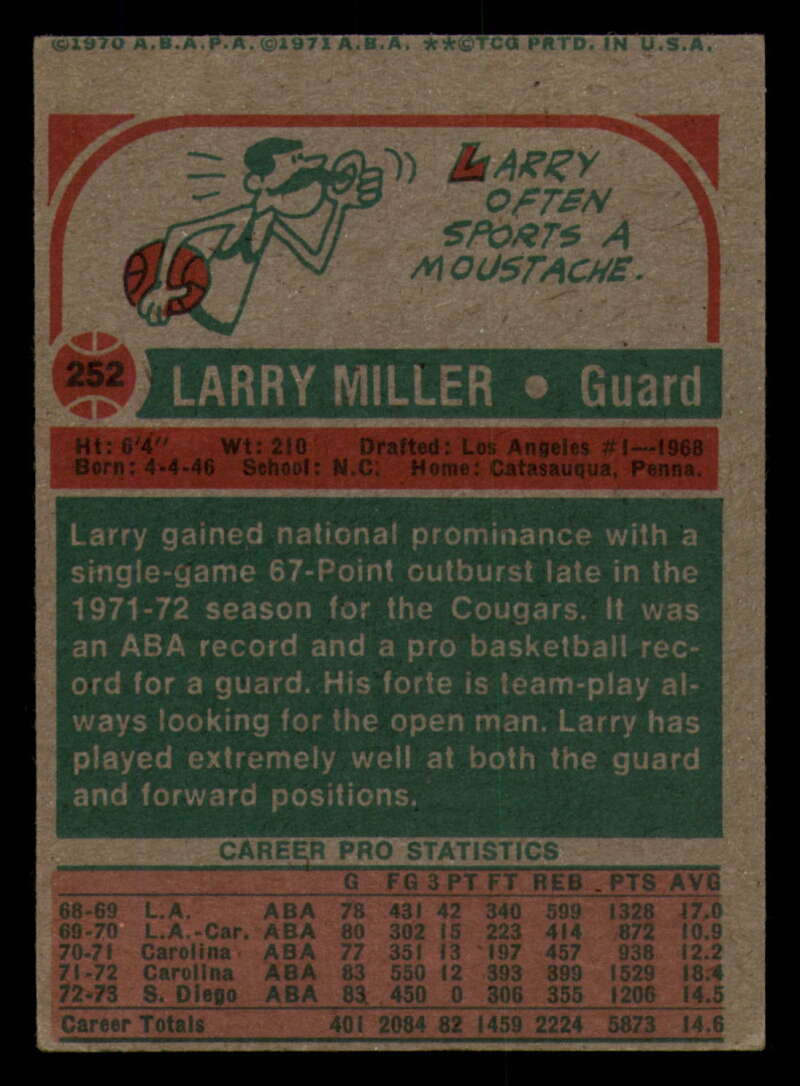 ©1970 A.B.A.P.A. ©1971 A.B.A. **©TCG PRTD. IN U.S.A.
LARRY
OFTEN
SPORTS A
MOUSTACHE.
252 LARRY MILLER • Guard
Ht: 6'4" Wt: 210 Drafted: Los Angeles #1—1968
Born: 4-4-46 School: N.C. Home: Catasauqua, Penna.
Larry gained national prominance with a
single-game 67-Point outburst late in the
1971-72 season for the Cougars. It was
an ABA record and a pro basketball rec-
ord for a guard. His forte is team-play al-
ways looking for the open man. Larry has
played extremely well at both the guard
and forward positions.
CAREER PRO STATISTICS
G FG 3 PT FT REB PTS AVG
68-69 L.A. ABA 78 431 42 340 599 1328 17.0
69-70 L.A.-Car. ABA 80 302 15 223 414 872 10.9
70-71 Carolina ABA 77 351 13 197 457 938 12.2
71-72 Carolina ABA 83 550 12 393 399 1529 18.4
72-73 S. Diego ABA 83 450 0 306 355 1206 14.5
Career Totals 401 2084 82 1459 2224 5873 14.6